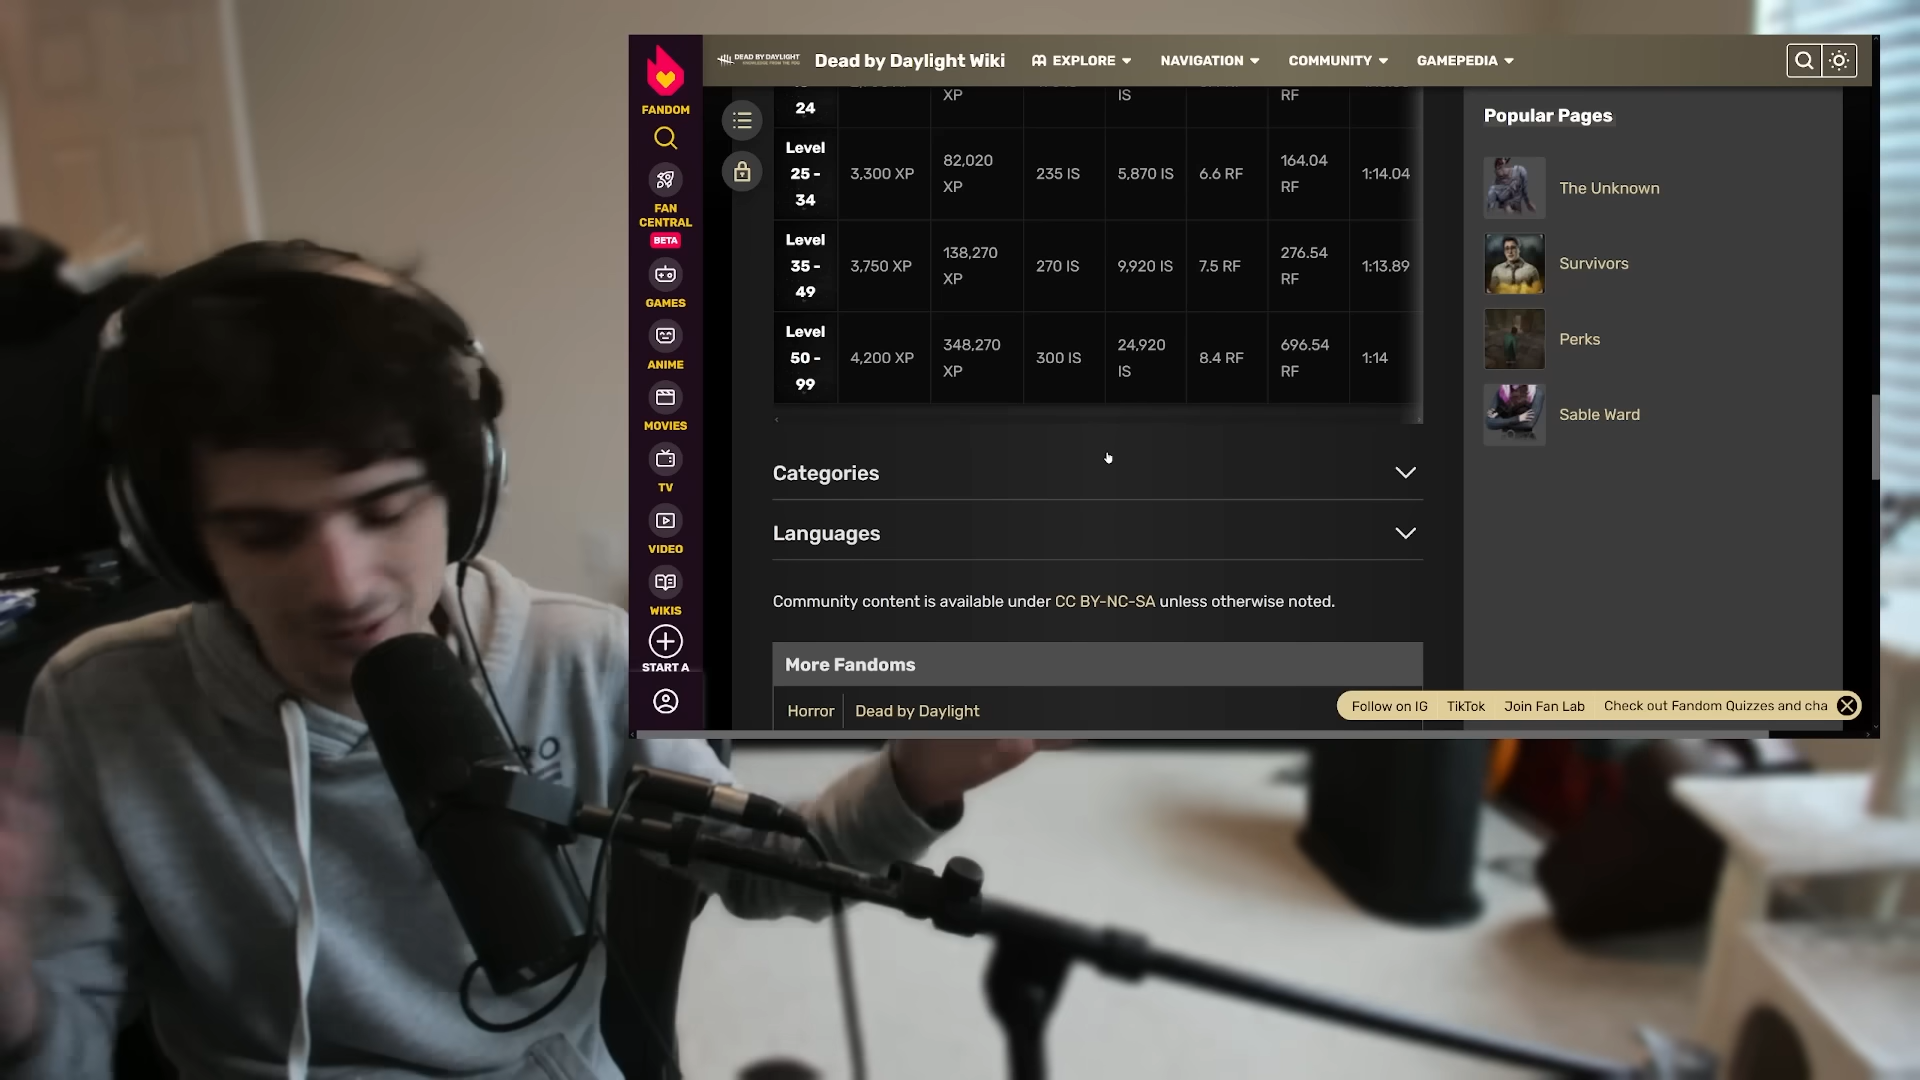 FANDOM
FAN
CENTRAL
BETA
GAMES
ANIME
MOVIES
TV
VIDEO
WIKIS
START A
DEAD BY DAYLIGHT
Dead by Daylight Wiki
EXPLORE
NAVIGATION
COMMUNITY
GAMEPEDIA
24
XP
IS
RF
Level 25 - 34 3,300 XP 82,020 XP 235 IS 5,870 IS 6.6 RF 164.04 RF 1:14.04
Level 35 - 49 3,750 XP 138,270 XP 270 IS 9,920 IS 7.5 RF 276.54 RF 1:13.89
Level 50 - 99 4,200 XP 348,270 XP 300 IS 24,920 IS 8.4 RF 696.54 RF 1:14
Categories
Languages
Community content is available under CC BY-NC-SA unless otherwise noted.
More Fandoms
Horror Dead by Daylight
Popular Pages
The Unknown
Survivors
Perks
Sable Ward
Follow on IG TikTok Join Fan Lab Check out Fandom Quizzes and cha